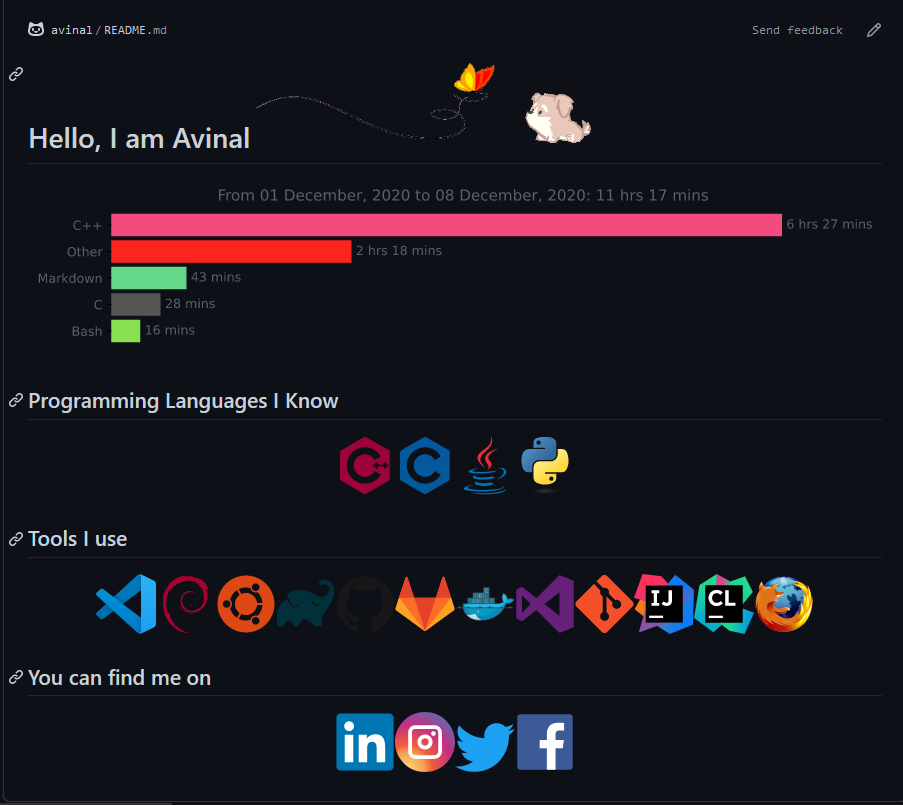 avinal/README.md
Send feedback
Hello, I am Avinal
From 01 December, 2020 to 08 December, 2020: 11 hrs 17 mins
C++ 6 hrs 27 mins
Other 2 hrs 18 mins
Markdown 43 mins
C 28 mins
Bash 16 mins
Programming Languages I Know
C++ C
Tools I use
IJ CL
You can find me on
in f